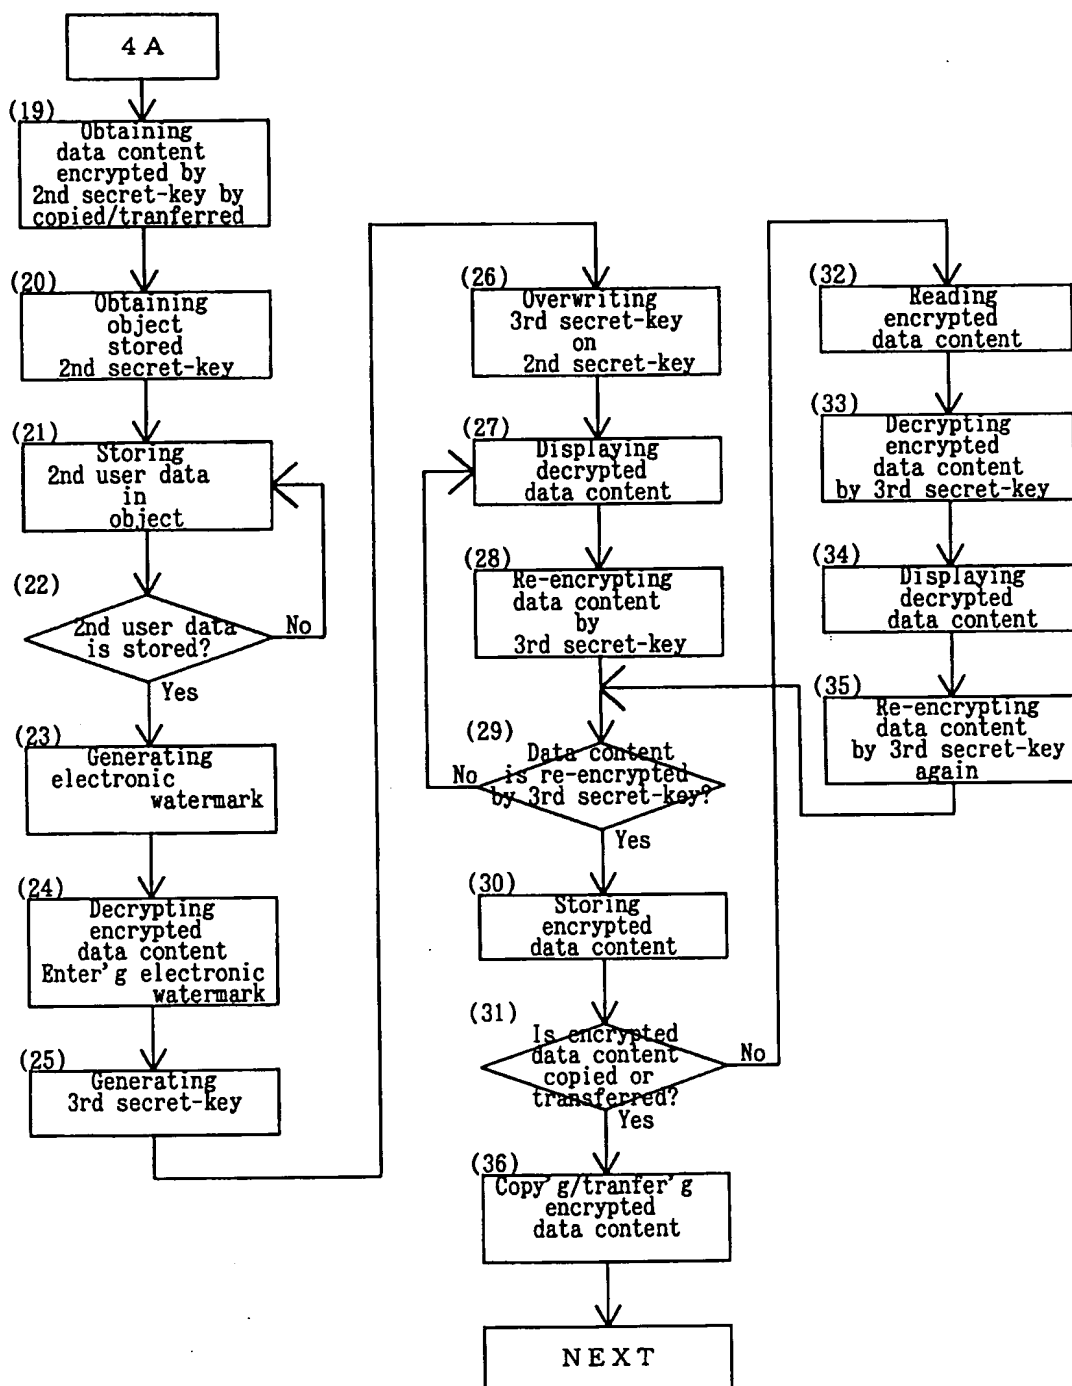 4 A
(19)
Obtaining
data content
encrypted by
2nd secret-key by
copied/tranferred
(20)
Obtaining
object
stored
2nd secret-key
(21)
Storing
2nd user data
in
object
(22)
2nd user data
is stored?
No
Yes
(23)
Generating
electronic
watermark
(24)
Decrypting
encrypted
data content
Enter'g electronic
watermark
(25)
Generating
3rd secret-key
(26)
Overwriting
3rd secret-key
on
2nd secret-key
(27)
Displaying
decrypted
data content
(28)
Re-encrypting
data content
by
3rd secret-key
(29)
Data content
is re-encrypted
by 3rd secret-key?
No
Yes
(30)
Storing
encrypted
data content
(31)
Is encrypted
data content
copied or
transferred?
No
Yes
(36)
Copy'g/tranfer'g
encrypted
data content
NEXT
(32)
Reading
encrypted
data content
(33)
Decrypting
encrypted
data content
by 3rd secret-key
(34)
Displaying
decrypted
data content
(35)
Re-encrypting
data content
by 3rd secret-key
again